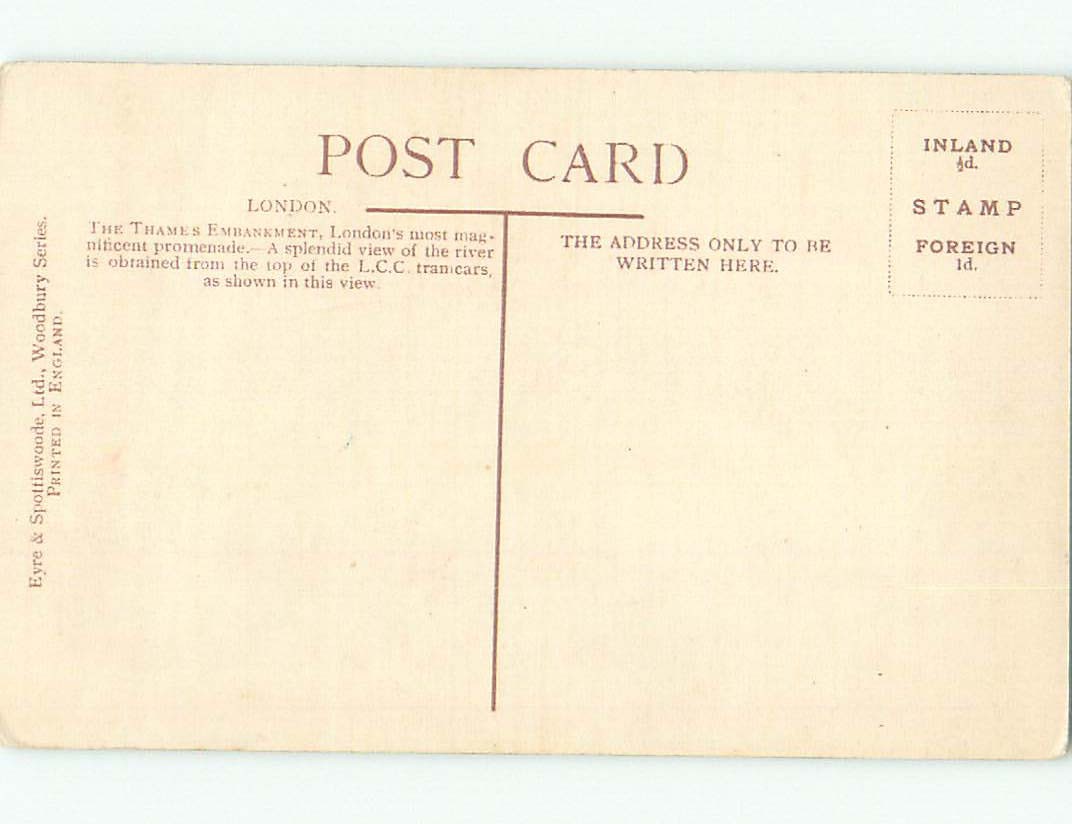 POST CARD
LONDON.
THE THAMES EMBANKMENT, London's most mag-
nificent promenade.—A splendid view of the river
is obtained from the top of the L.C.C. tramcars,
as shown in this view.
THE ADDRESS ONLY TO BE
WRITTEN HERE.
INLAND
½d.
STAMP
FOREIGN
1d.
Eyre & Spottiswoode, Ltd., Woodbury Series.
PRINTED IN ENGLAND.